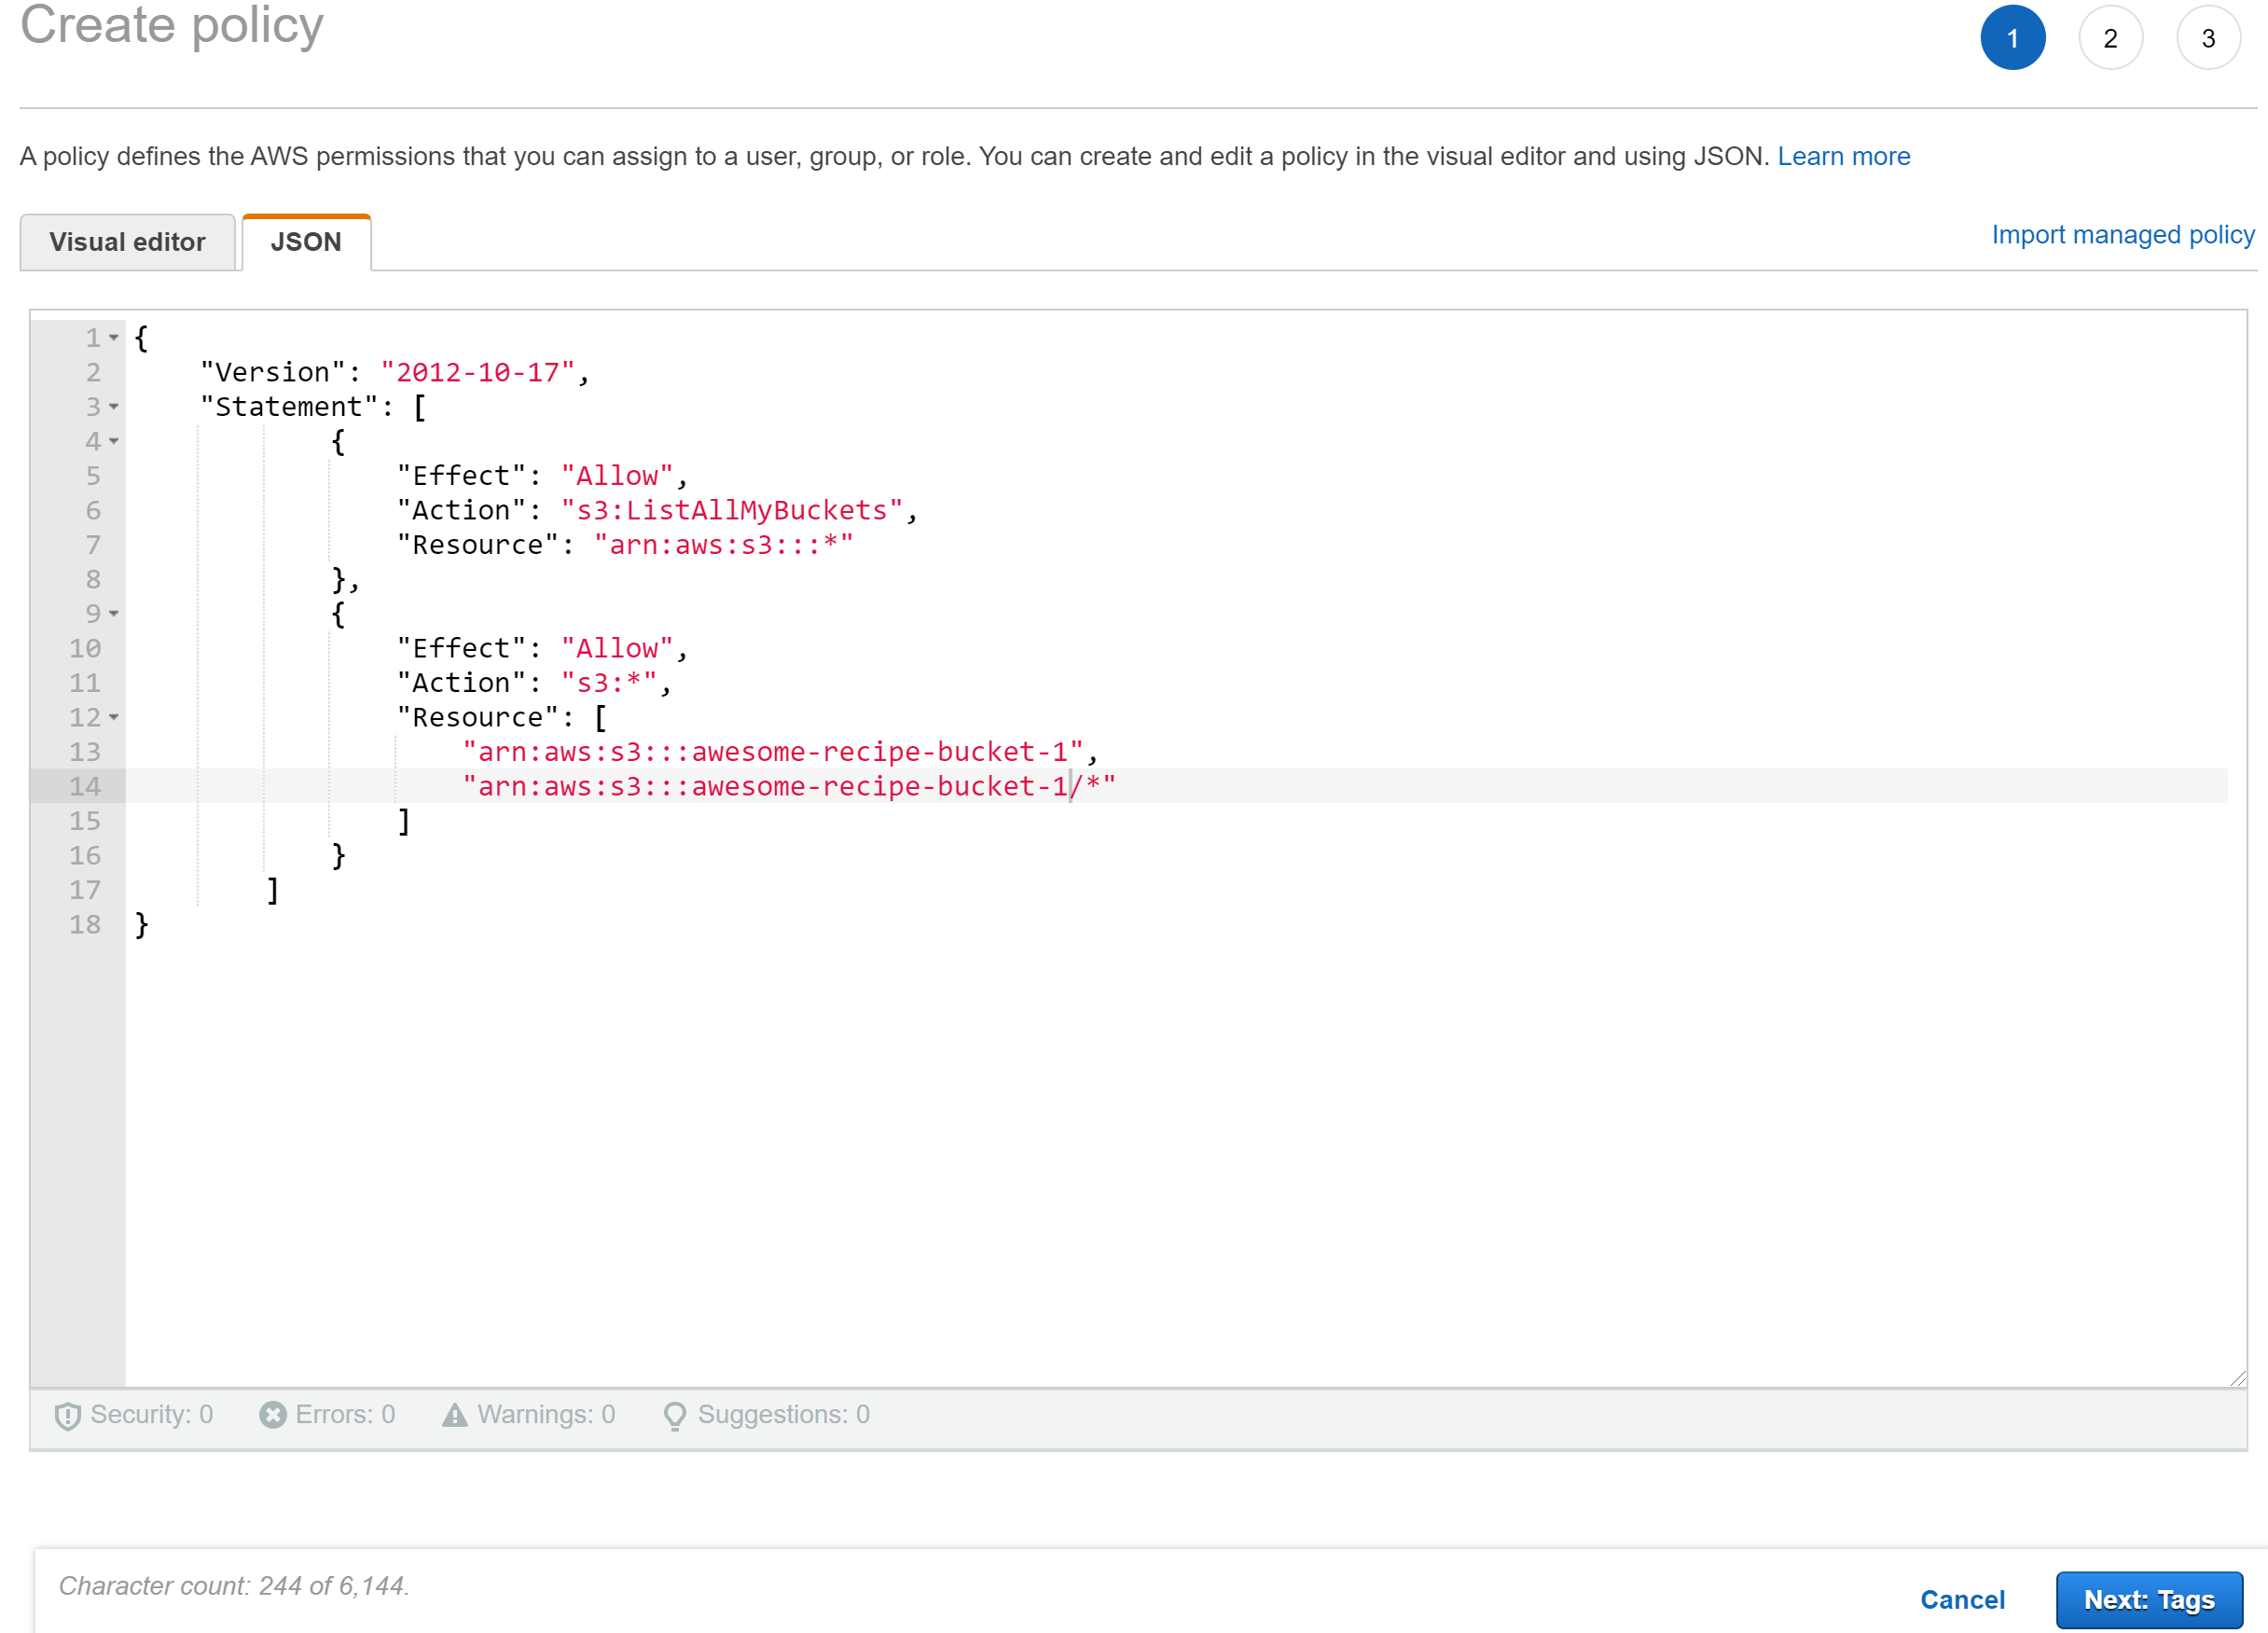 Create policy
1 2 3
A policy defines the AWS permissions that you can assign to a user, group, or role. You can create and edit a policy in the visual editor and using JSON. Learn more
Visual editor JSON Import managed policy
1 {
2     "Version": "2012-10-17",
3     "Statement": [
4             {
5                 "Effect": "Allow",
6                 "Action": "s3:ListAllMyBuckets",
7                 "Resource": "arn:aws:s3:::*"
8             },
9             {
10                 "Effect": "Allow",
11                 "Action": "s3:*",
12                 "Resource": [
13                     "arn:aws:s3:::awesome-recipe-bucket-1",
14                     "arn:aws:s3:::awesome-recipe-bucket-1/*"
15                 ]
16             }
17         ]
18 }
Security: 0 Errors: 0 Warnings: 0 Suggestions: 0
Character count: 244 of 6,144.
Cancel Next: Tags